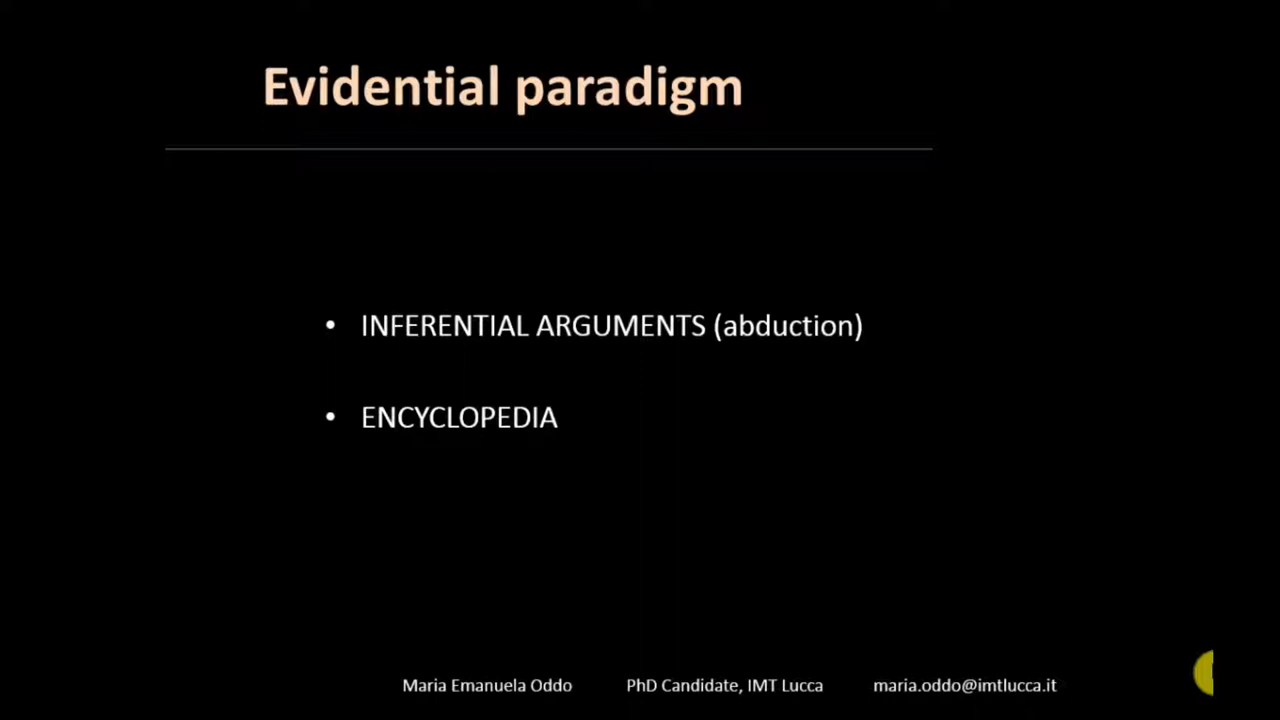 Evidential paradigm
• INFERENTIAL ARGUMENTS (abduction)
• ENCYCLOPEDIA
Maria Emanuela Oddo PhD Candidate, IMT Lucca maria.oddo@imtlucca.it